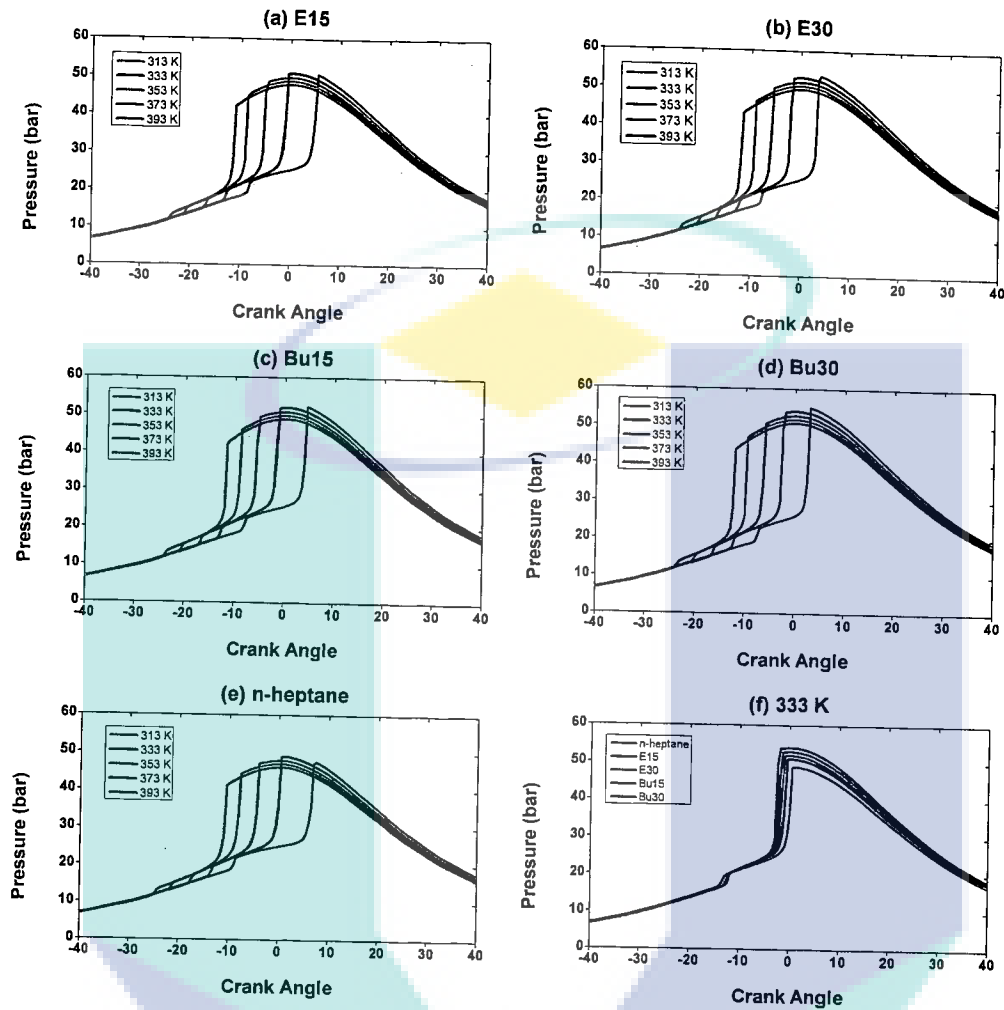 (a) E15
60
50
40
30
20
10
0
Pressure (bar)
313 K
333 K
353 K
373 K
393 K
-40 -30 -20 -10 0 10 20 30 40
Crank Angle
(b) E30
60
50
40
30
20
10
0
Pressure (bar)
313 K
333 K
353 K
373 K
393 K
-40 -30 -20 -10 0 10 20 30 40
Crank Angle
(c) Bu15
60
50
40
30
20
10
0
Pressure (bar)
313 K
333 K
353 K
373 K
393 K
-40 -30 -20 -10 0 10 20 30 40
Crank Angle
(d) Bu30
60
50
40
30
20
10
0
Pressure (bar)
313 K
333 K
353 K
373 K
393 K
-40 -30 -20 -10 0 10 20 30 40
Crank Angle
(e) n-heptane
60
50
40
30
20
10
0
Pressure (bar)
313 K
333 K
353 K
373 K
393 K
-40 -30 -20 -10 0 10 20 30 40
Crank Angle
(f) 333 K
60
50
40
30
20
10
0
Pressure (bar)
n-heptane
E15
E30
Bu15
Bu30
-40 -30 -20 -10 0 10 20 30 40
Crank Angle